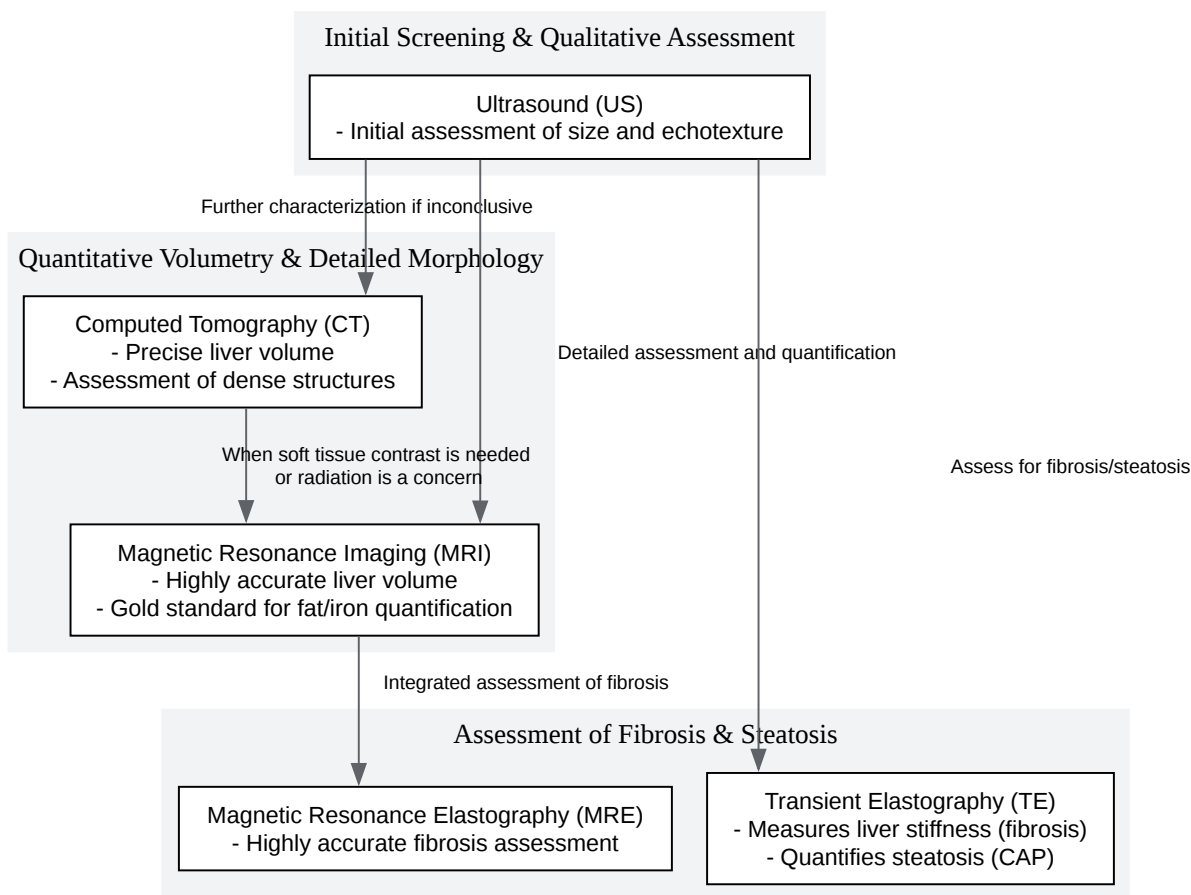 Initial Screening & Qualitative Assessment
Ultrasound (US)
- Initial assessment of size and echotexture
Further characterization if inconclusive
Quantitative Volumetry & Detailed Morphology
Computed Tomography (CT)
- Precise liver volume
- Assessment of dense structures
Detailed assessment and quantification
When soft tissue contrast is needed
or radiation is a concern
Assess for fibrosis/steatosis
Magnetic Resonance Imaging (MRI)
- Highly accurate liver volume
- Gold standard for fat/iron quantification
Integrated assessment of fibrosis
Assessment of Fibrosis & Steatosis
Magnetic Resonance Elastography (MRE)
- Highly accurate fibrosis assessment
Transient Elastography (TE)
- Measures liver stiffness (fibrosis)
- Quantifies steatosis (CAP)